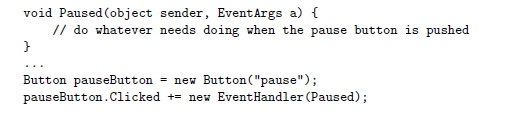 void Paused(object sender, EventArgs a) {
    // do whatever needs doing when the pause button is pushed
}
...
Button pauseButton = new Button("pause");
pauseButton.Clicked += new EventHandler(Paused);